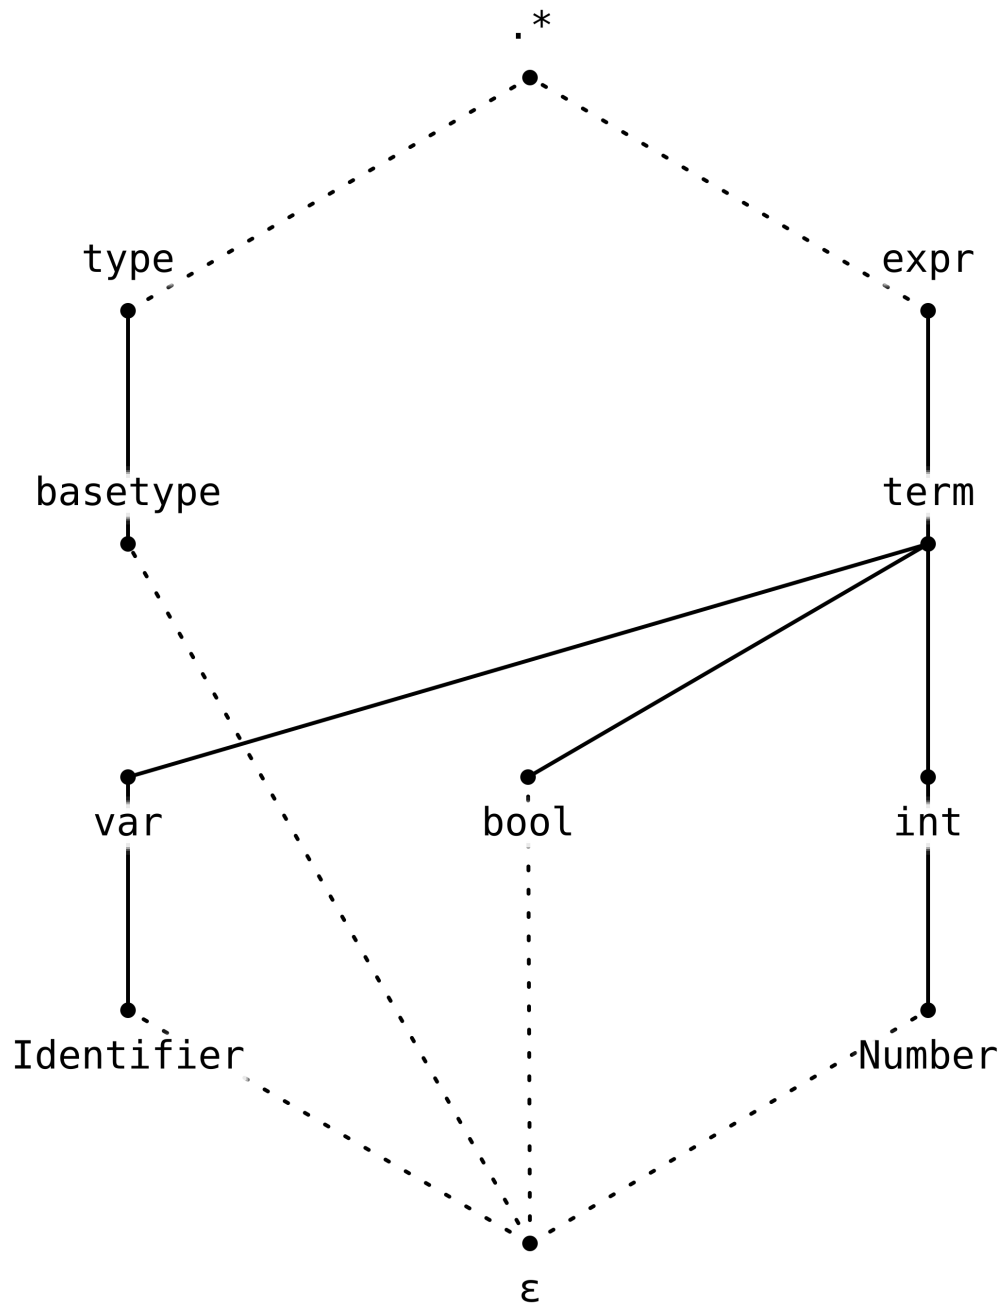 .*
type
expr
basetype
term
var
bool
int
Identifier
Number
ε